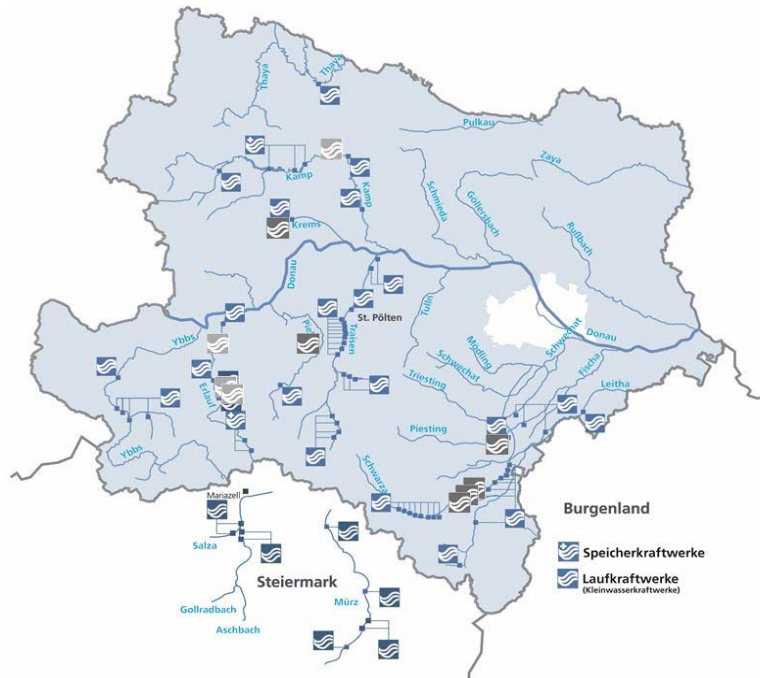 Thaya
Thaya
Pulkau
Zaya
Kamp
Kamp
Schmieda
Göllersbach
Rußbach
Krems
Donau
St. Pölten
Tulln
Schwechat
Donau
Ybbs
Traisen
Mödling
Schwechat
Fischa
Triesting
Leitha
Erlauf
Piesting
Ybbs
Schwarza
Mariazell
Salza
Burgenland
Speicherkraftwerke
Steiermark
Laufkraftwerke
(Kleinwasserkraftwerke)
Gollradbach
Mürz
Aschbach